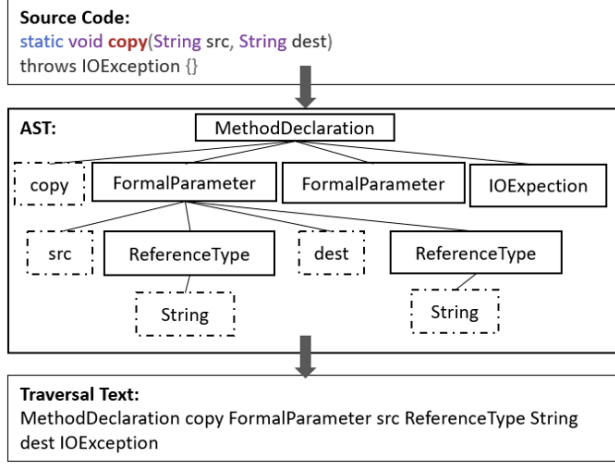 Source Code:
static void copy(String src, String dest)
throws IOException {}
AST:
MethodDeclaration
copy
FormalParameter
FormalParameter
IOExpection
src
ReferenceType
dest
ReferenceType
String
String
Traversal Text:
MethodDeclaration copy FormalParameter src ReferenceType String
dest IOException